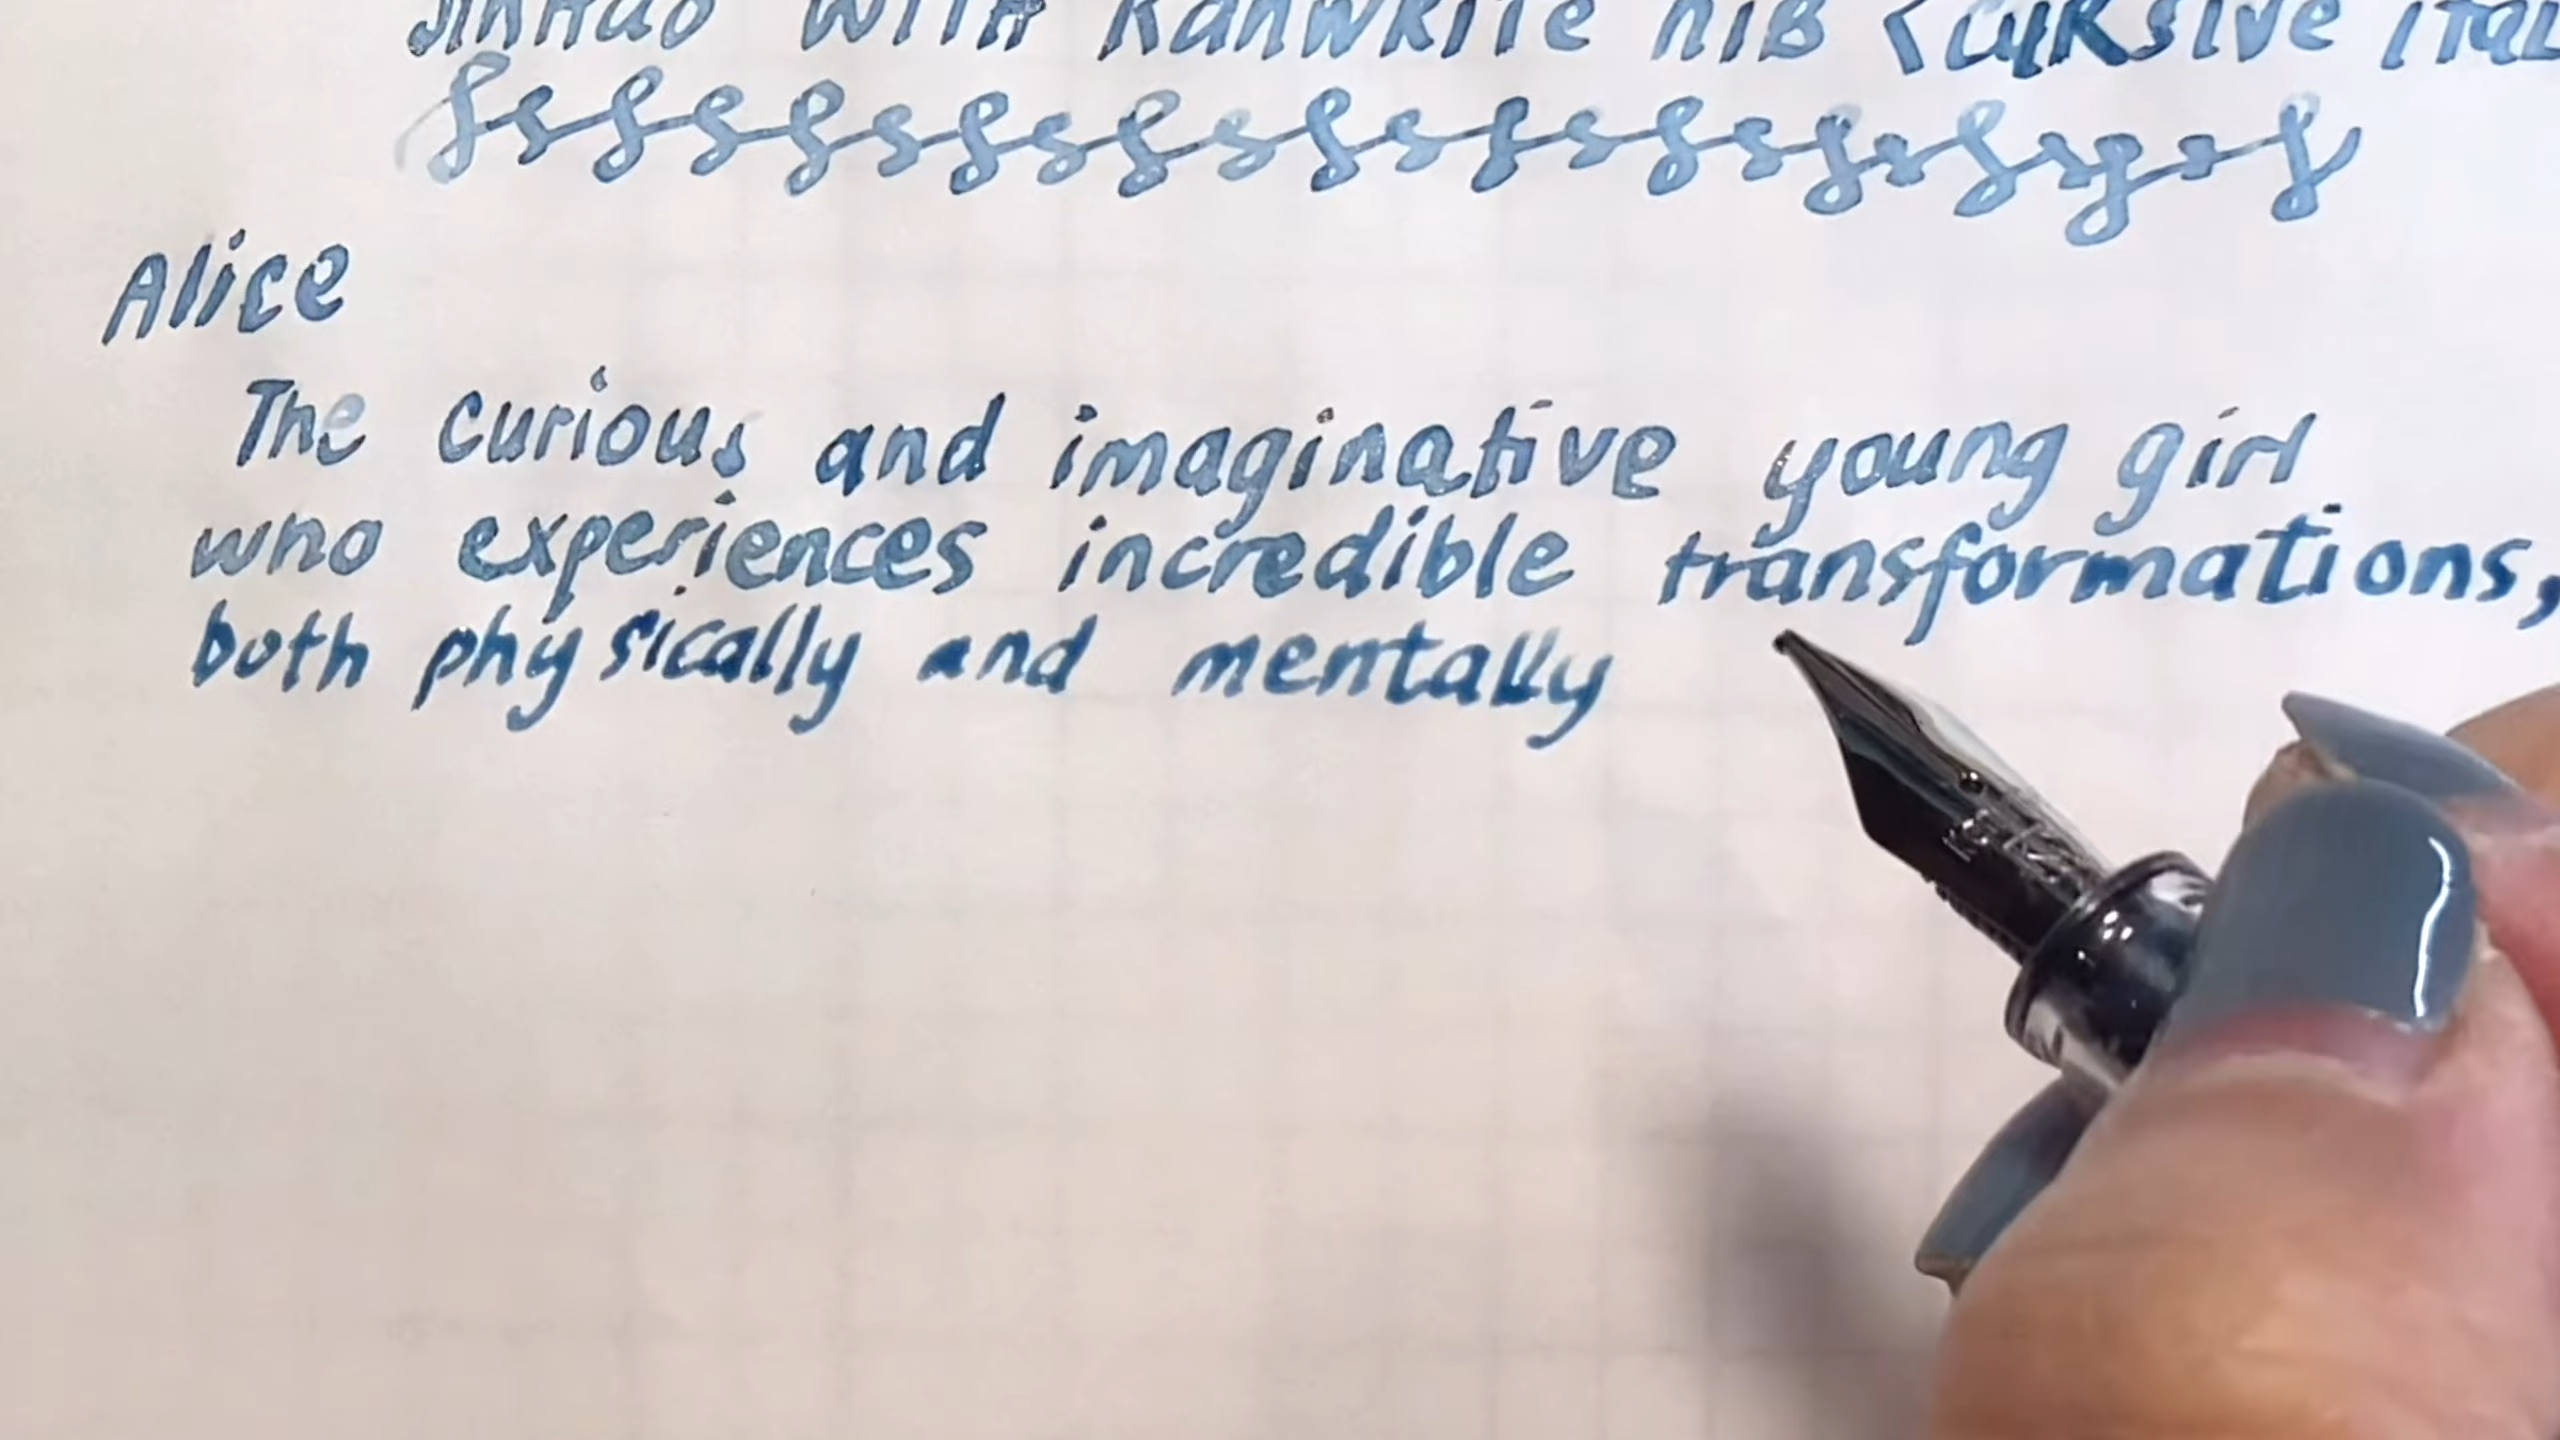 Jinhao with Kanwrite nib (cursive ital
Alice
The curious and imaginative young girl
who experiences incredible transformations,
both physically and mentally